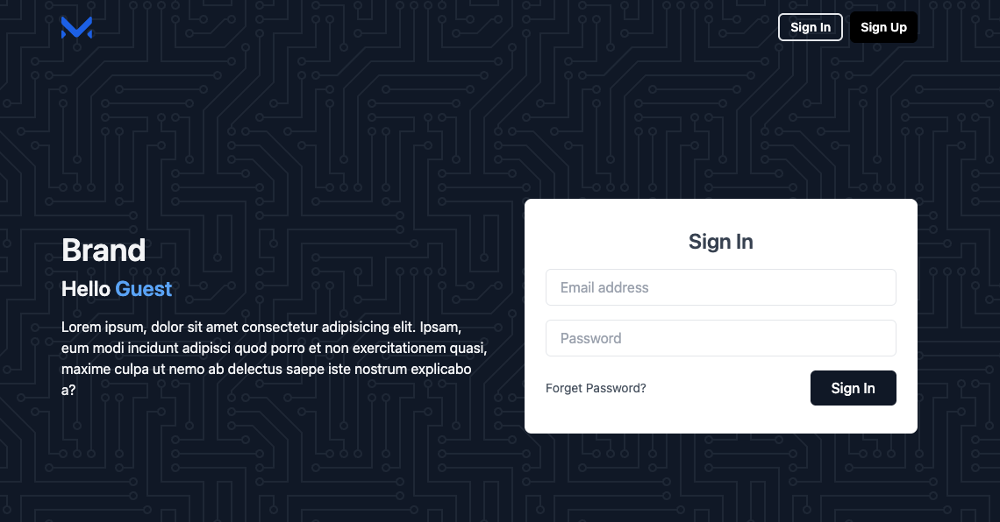 Sign In
Sign Up
Brand
Hello Guest
Lorem ipsum, dolor sit amet consectetur adipisicing elit. Ipsam,
eum modi incidunt adipisci quod porro et non exercitationem quasi,
maxime culpa ut nemo ab delectus saepe iste nostrum explicabo
a?
Sign In
Email address
Password
Forget Password?
Sign In